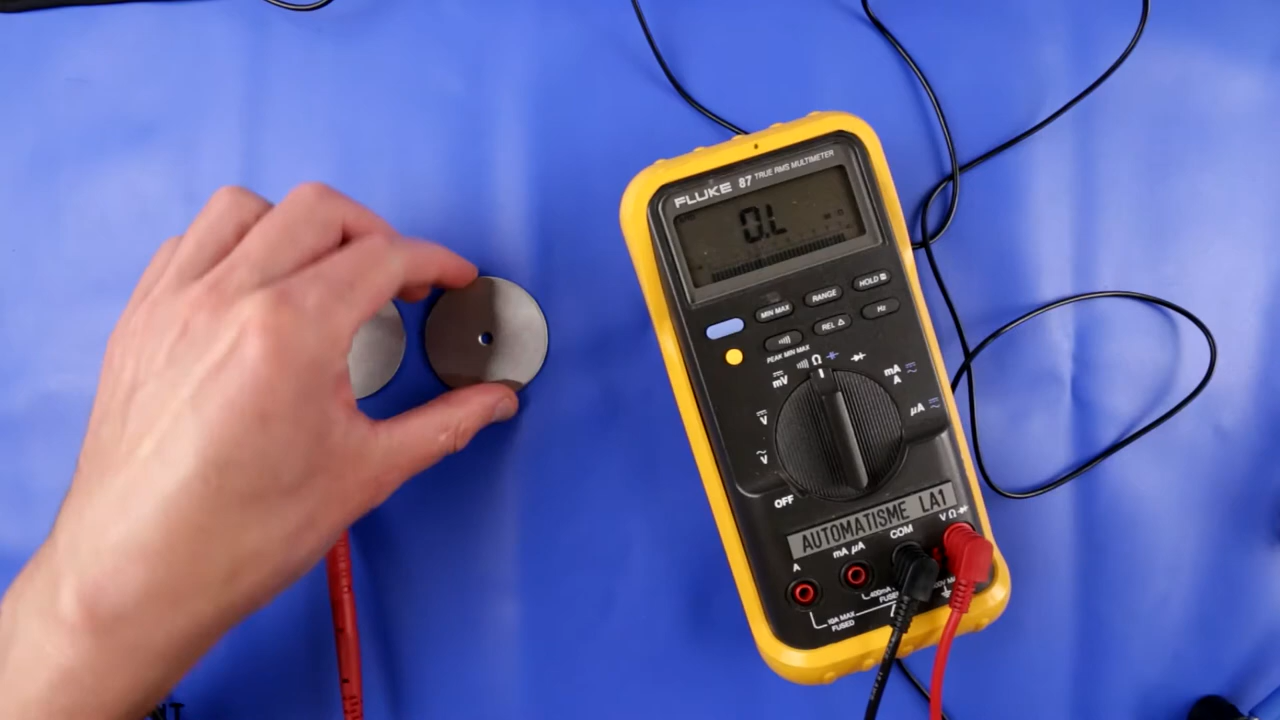 FLUKE 87 TRUE RMS MULTIMETER
0.L
MIN MAX
RANGE
HOLD
PEAK MIN MAX
REL Δ
Hz
mV
Ω
mA
A
V
µA
V
OFF
AUTOMATISME LA1
A
mA µA
COM
V Ω
10A MAX
FUSED
400mA
FUSED